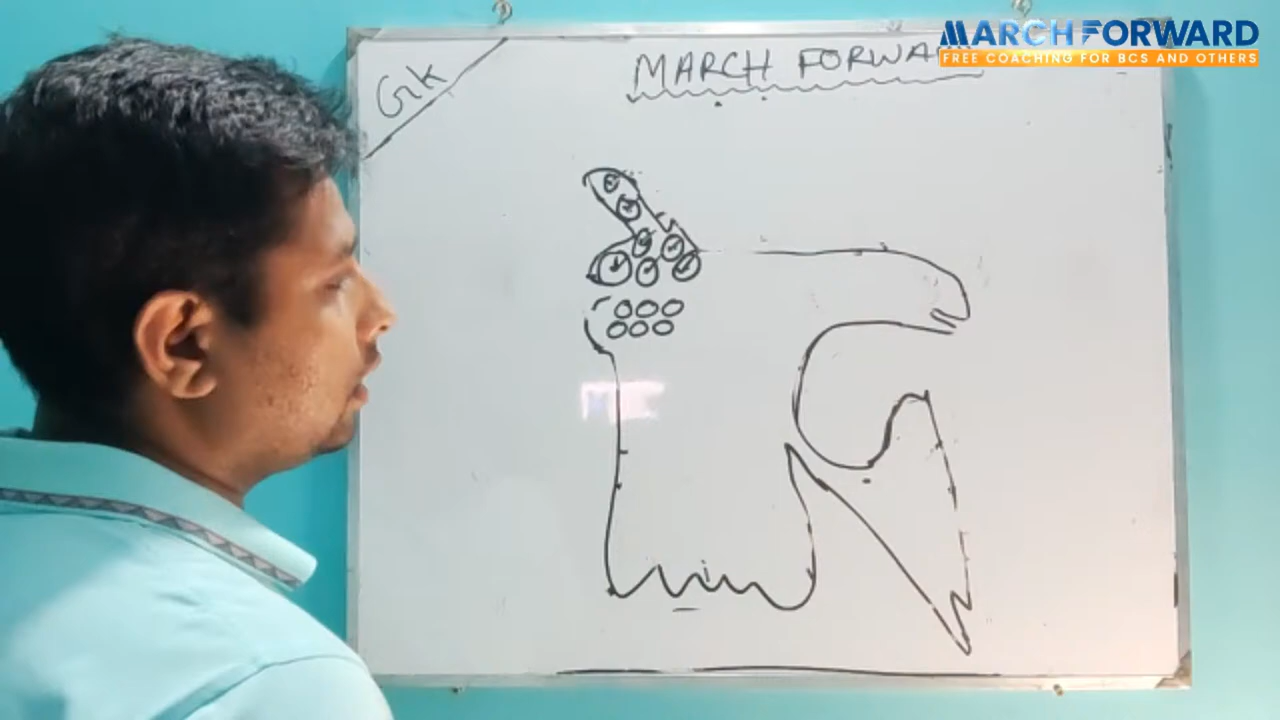 MARCH FORWARD
FREE COACHING FOR BCS AND OTHERS
GK
MARCH FORWA